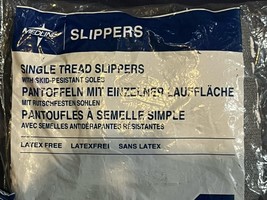 MEDLINE
SLIPPERS
SINGLE TREAD SLIPPERS
WITH SKID-RESISTANT SOLES
PANTOFFELN MIT EINZELNER LAUFFLÄCHE
MIT RUTSCHFESTEN SOHLEN
PANTOUFLES À SEMELLE SIMPLE
AVEC SEMELLES ANTIDÉRAPANTES RÉSISTANTES
LATEX FREE LATEXFREI SANS LATEX